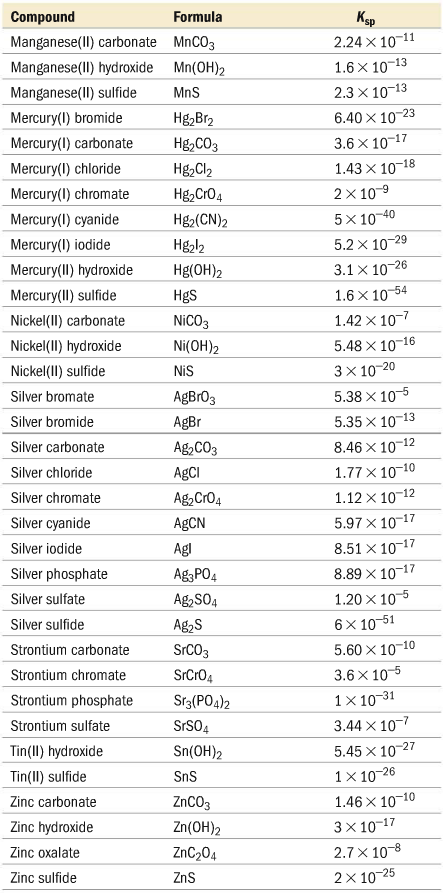 Compound Formula Ksp
Manganese(II) carbonate MnCO₃ 2.24 × 10⁻¹¹
Manganese(II) hydroxide Mn(OH)₂ 1.6 × 10⁻¹³
Manganese(II) sulfide MnS 2.3 × 10⁻¹³
Mercury(I) bromide Hg₂Br₂ 6.40 × 10⁻²³
Mercury(I) carbonate Hg₂CO₃ 3.6 × 10⁻¹⁷
Mercury(I) chloride Hg₂Cl₂ 1.43 × 10⁻¹⁸
Mercury(I) chromate Hg₂CrO₄ 2 × 10⁻⁹
Mercury(I) cyanide Hg₂(CN)₂ 5 × 10⁻⁴⁰
Mercury(I) iodide Hg₂I₂ 5.2 × 10⁻²⁹
Mercury(II) hydroxide Hg(OH)₂ 3.1 × 10⁻²⁶
Mercury(II) sulfide HgS 1.6 × 10⁻⁵⁴
Nickel(II) carbonate NiCO₃ 1.42 × 10⁻⁷
Nickel(II) hydroxide Ni(OH)₂ 5.48 × 10⁻¹⁶
Nickel(II) sulfide NiS 3 × 10⁻²⁰
Silver bromate AgBrO₃ 5.38 × 10⁻⁵
Silver bromide AgBr 5.35 × 10⁻¹³
Silver carbonate Ag₂CO₃ 8.46 × 10⁻¹²
Silver chloride AgCl 1.77 × 10⁻¹⁰
Silver chromate Ag₂CrO₄ 1.12 × 10⁻¹²
Silver cyanide AgCN 5.97 × 10⁻¹⁷
Silver iodide AgI 8.51 × 10⁻¹⁷
Silver phosphate Ag₃PO₄ 8.89 × 10⁻¹⁷
Silver sulfate Ag₂SO₄ 1.20 × 10⁻⁵
Silver sulfide Ag₂S 6 × 10⁻⁵¹
Strontium carbonate SrCO₃ 5.60 × 10⁻¹⁰
Strontium chromate SrCrO₄ 3.6 × 10⁻⁵
Strontium phosphate Sr₃(PO₄)₂ 1 × 10⁻³¹
Strontium sulfate SrSO₄ 3.44 × 10⁻⁷
Tin(II) hydroxide Sn(OH)₂ 5.45 × 10⁻²⁷
Tin(II) sulfide SnS 1 × 10⁻²⁶
Zinc carbonate ZnCO₃ 1.46 × 10⁻¹⁰
Zinc hydroxide Zn(OH)₂ 3 × 10⁻¹⁷
Zinc oxalate ZnC₂O₄ 2.7 × 10⁻⁸
Zinc sulfide ZnS 2 × 10⁻²⁵